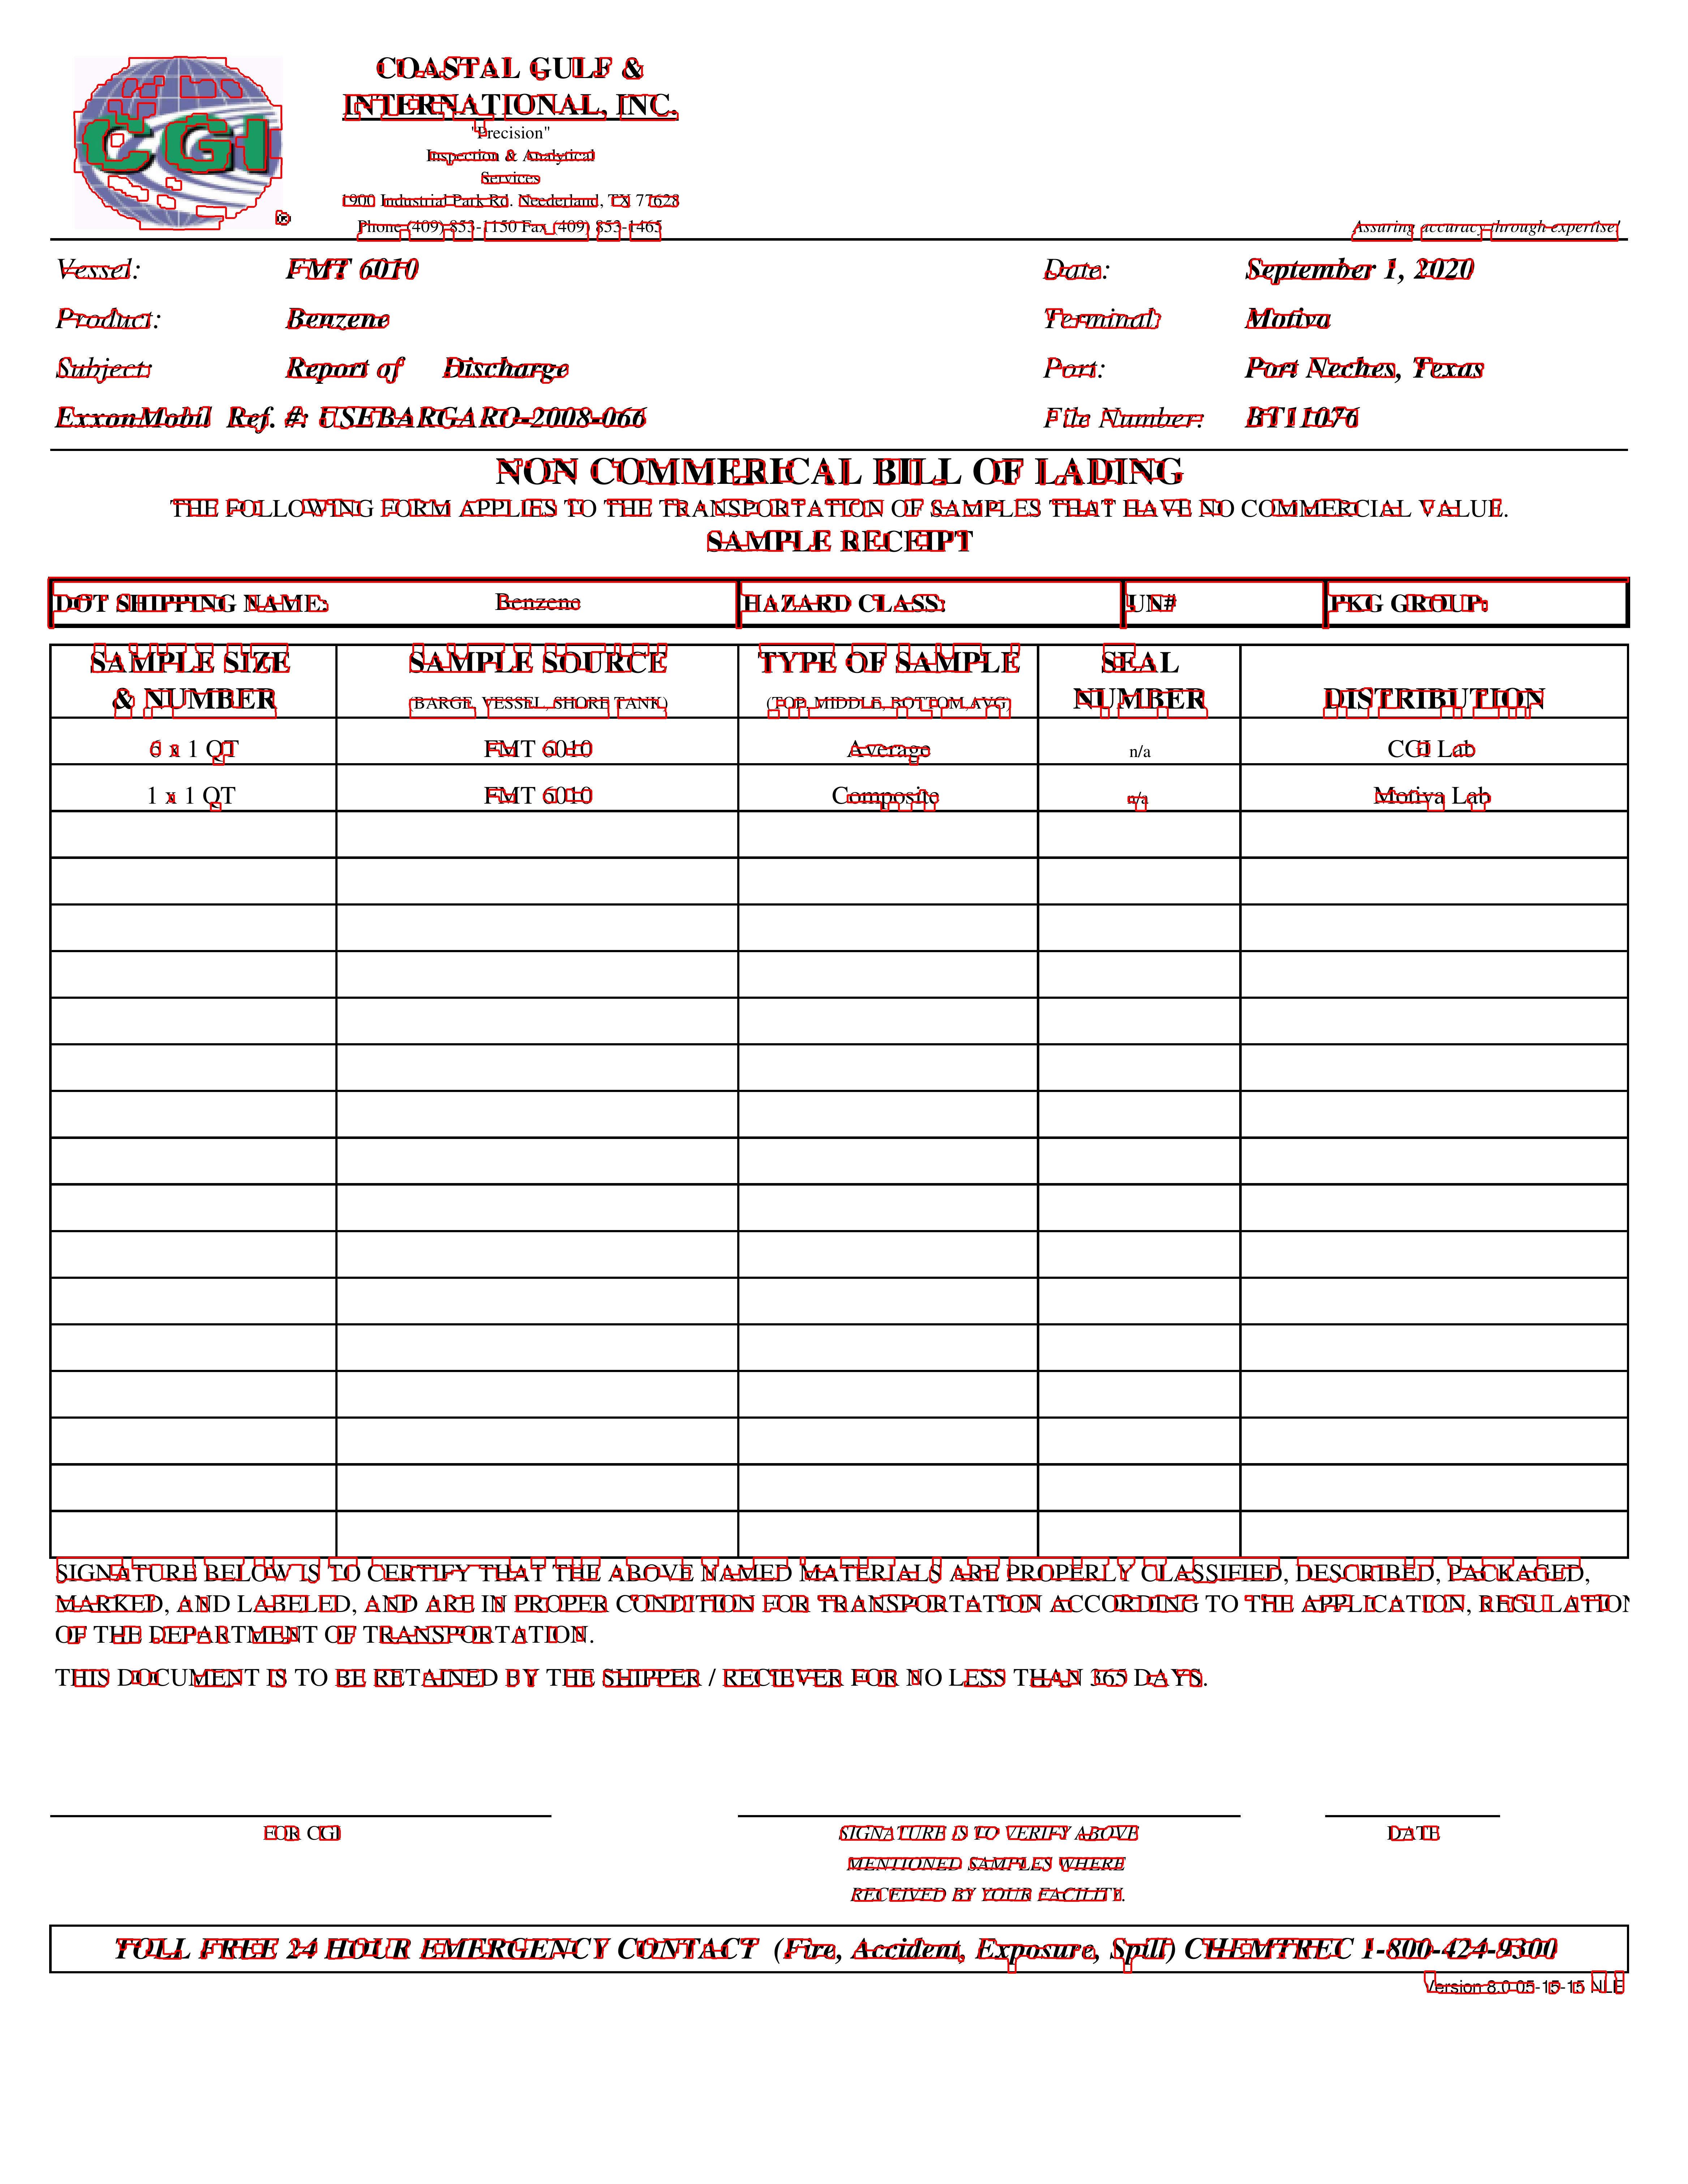 COASTAL GULF &
INTERNATIONAL, INC.
"Precision"
Inspection & Analytical
Services
1900 Industrial Park Rd. Neederland, TX 77628
Phone (409) 853-1150 Fax (409) 853-1465
CGI ®
Assuring accuracy through expertise!
Vessel: FMT 6010 Date: September 1, 2020
Product: Benzene Terminal: Motiva
Subject: Report of Discharge Port: Port Neches, Texas
ExxonMobil Ref. #: USEBARGARO-2008-066 File Number: BT11076
NON COMMERICAL BILL OF LADING
THE FOLLOWING FORM APPLIES TO THE TRANSPORTATION OF SAMPLES THAT HAVE NO COMMERCIAL VALUE.
SAMPLE RECEIPT
DOT SHIPPING NAME: Benzene HAZARD CLASS: UN# PKG GROUP:
SAMPLE SIZE SAMPLE SOURCE TYPE OF SAMPLE SEAL
& NUMBER (BARGE, VESSEL, SHORE TANK) (TOP, MIDDLE, BOTTOM,AVG) NUMBER DISTRIBUTION
6 x 1 QT FMT 6010 Average n/a CGI Lab
1 x 1 QT FMT 6010 Composite n/a Motiva Lab
SIGNATURE BELOW IS TO CERTIFY THAT THE ABOVE NAMED MATERIALS ARE PROPERLY CLASSIFIED, DESCRIBED, PACKAGED,
MARKED, AND LABELED, AND ARE IN PROPER CONDITION FOR TRANSPORTATION ACCORDING TO THE APPLICATION, REGULATION
OF THE DEPARTMENT OF TRANSPORTATION.
THIS DOCUMENT IS TO BE RETAINED BY THE SHIPPER / RECIEVER FOR NO LESS THAN 365 DAYS.
FOR CGI SIGNATURE IS TO VERIFY ABOVE DATE
MENTIONED SAMPLES WHERE
RECEIVED BY YOUR FACILITY.
TOLL FREE 24 HOUR EMERGENCY CONTACT (Fire, Accident, Exposure, Spill) CHEMTREC 1-800-424-9300
Version 8.0 05-15-15 NLE